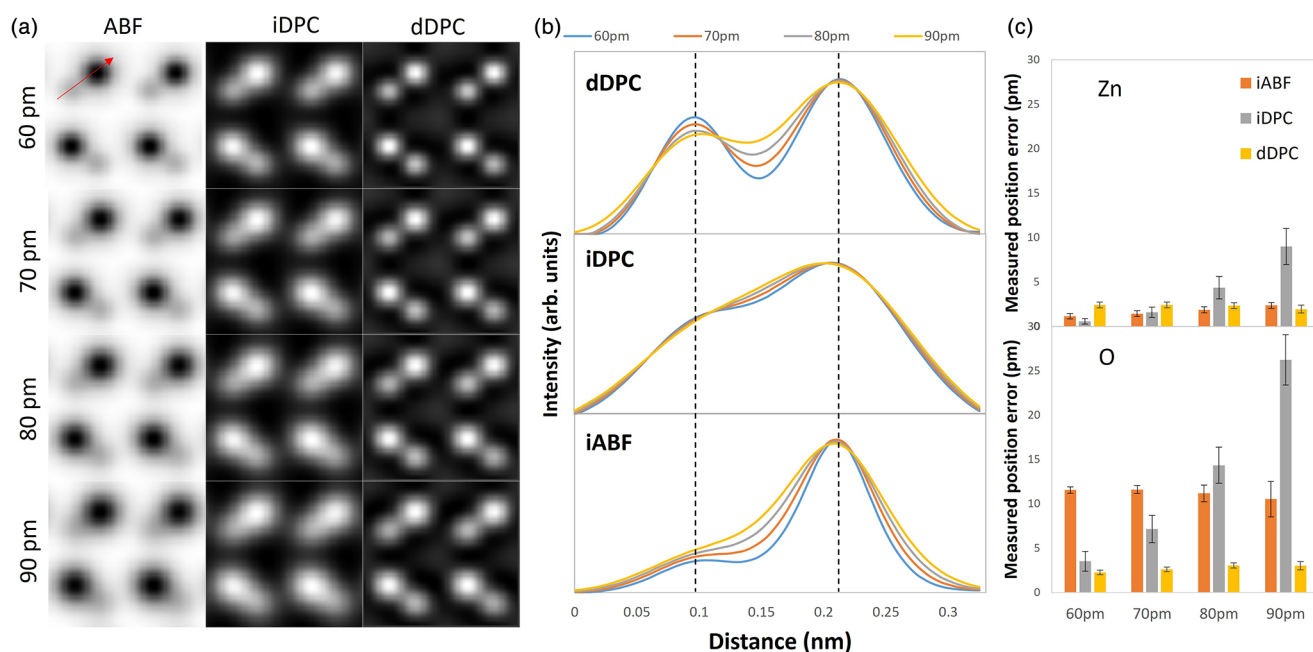 (a)
ABF
iDPC
dDPC
60 pm
70 pm
80 pm
90 pm
(b)
60pm
70pm
80pm
90pm
dDPC
iDPC
iABF
Intensity (arb. units)
0
0.05
0.1
0.15
0.2
0.25
0.3
Distance (nm)
(c)
Zn
iABF
iDPC
dDPC
Measured position error (pm)
30
25
20
15
10
5
0
O
Measured position error (pm)
30
25
20
15
10
5
0
60pm
70pm
80pm
90pm